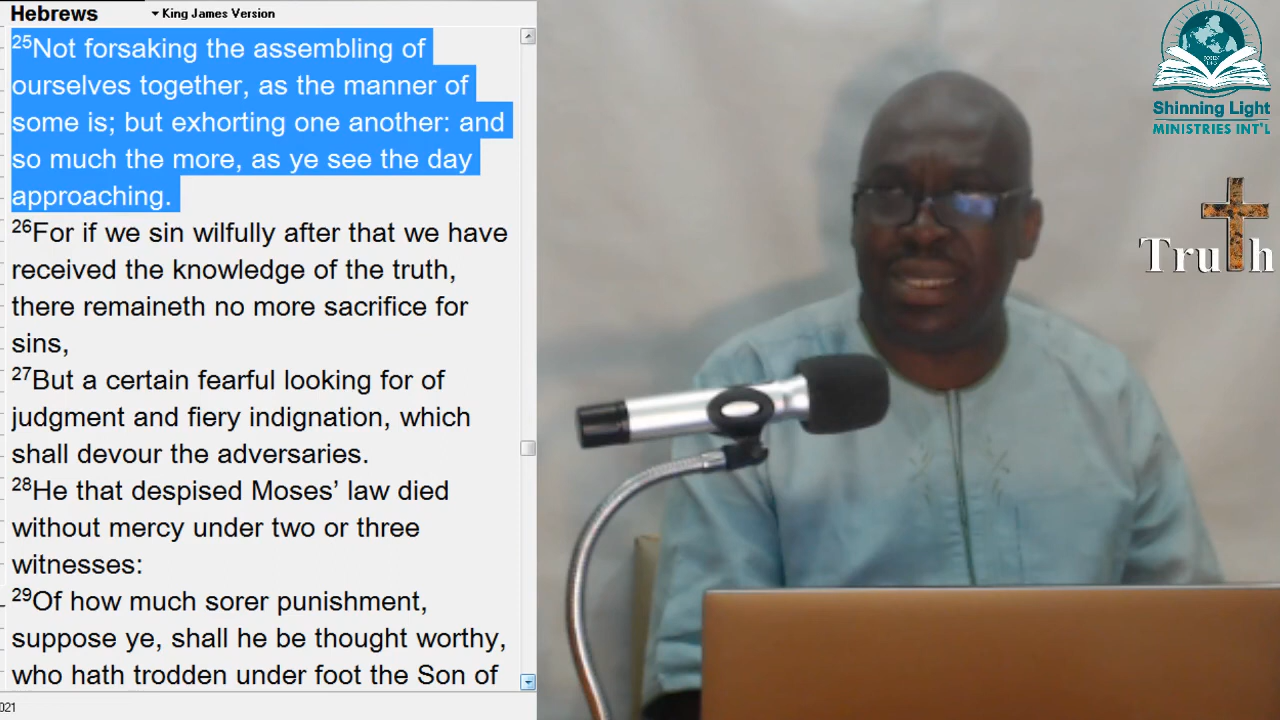 Hebrews
King James Version
25Not forsaking the assembling of
ourselves together, as the manner of
some is; but exhorting one another: and
so much the more, as ye see the day
approaching.
26For if we sin wilfully after that we have
received the knowledge of the truth,
there remaineth no more sacrifice for
sins,
27But a certain fearful looking for of
judgment and fiery indignation, which
shall devour the adversaries.
28He that despised Moses’ law died
without mercy under two or three
witnesses:
29Of how much sorer punishment,
suppose ye, shall he be thought worthy,
who hath trodden under foot the Son of
021
Shinning Light
MINISTRIES INT'L
Truth